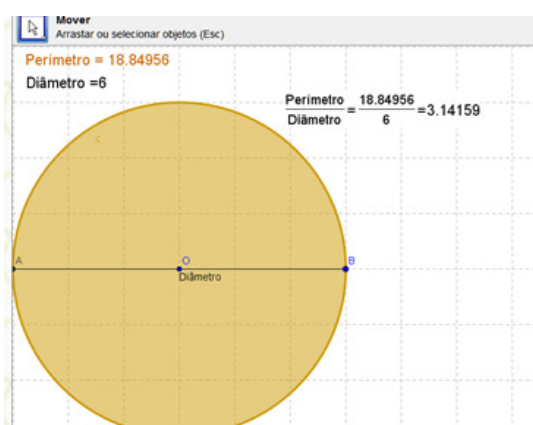 Mover
Arrastar ou selecionar objetos (Esc)
Perímetro = 18.84956
Diâmetro =6
Perímetro / Diâmetro = 18.84956 / 6 =3.14159
c
A
O
B
Diâmetro